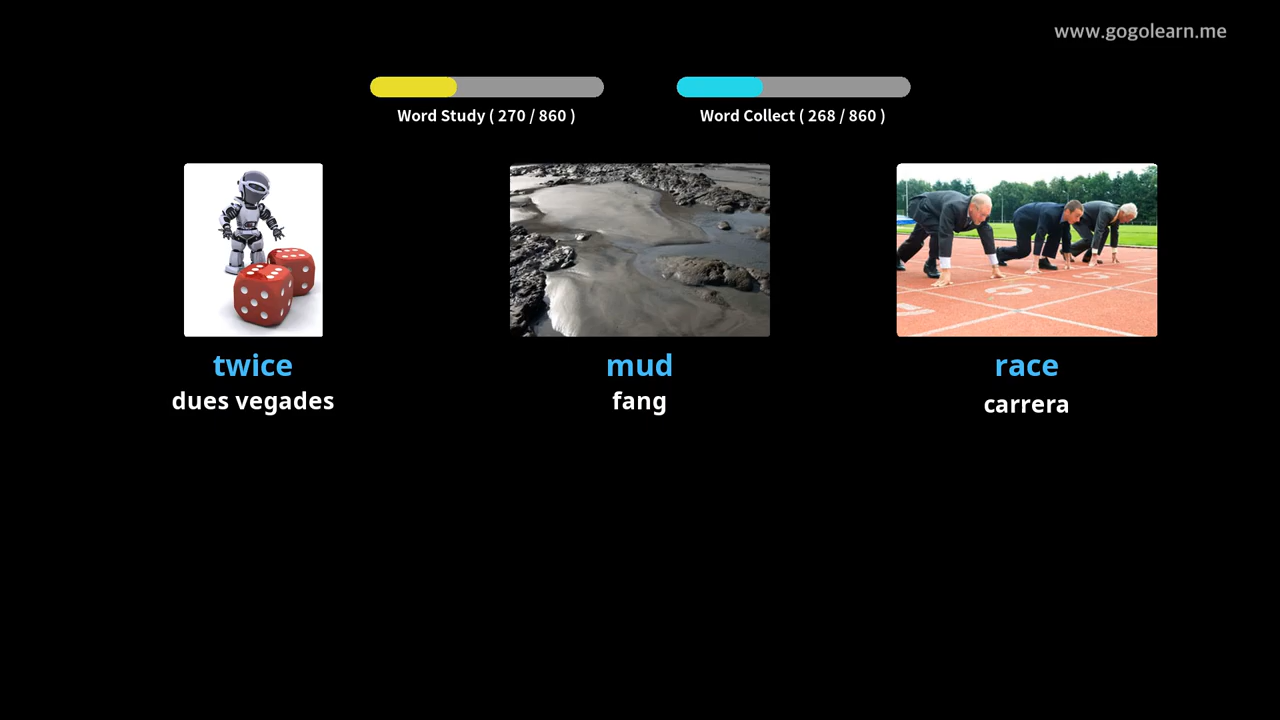 www.gogolearn.me
Word Study ( 270 / 860 )
Word Collect ( 268 / 860 )
twice
dues vegades
mud
fang
race
carrera